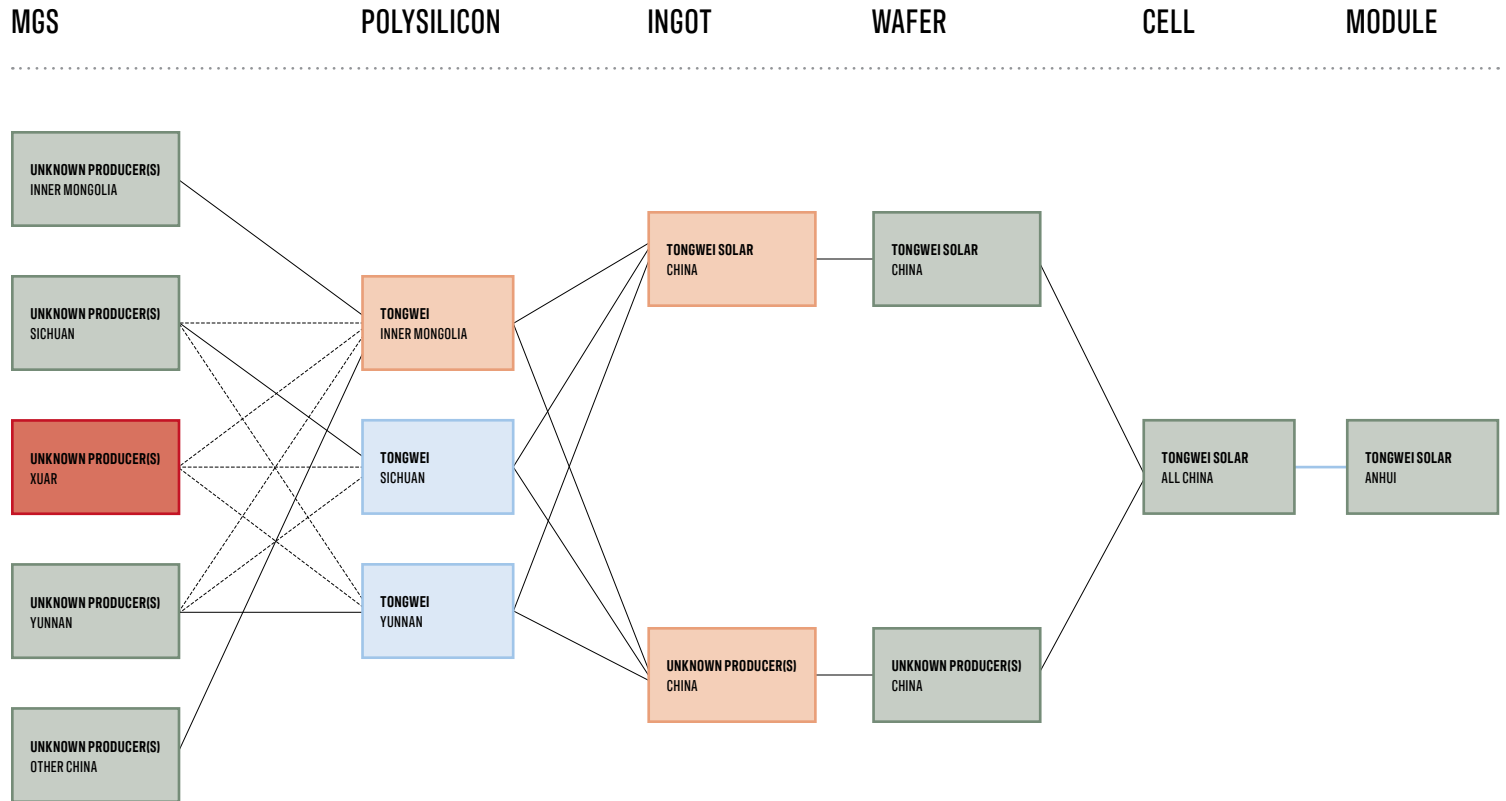 MGS
POLYSILICON
INGOT
WAFER
CELL
MODULE
UNKNOWN PRODUCER(S)
INNER MONGOLIA
UNKNOWN PRODUCER(S)
SICHUAN
UNKNOWN PRODUCER(S)
XUAR
UNKNOWN PRODUCER(S)
YUNNAN
UNKNOWN PRODUCER(S)
OTHER CHINA
TONGWEI
INNER MONGOLIA
TONGWEI
SICHUAN
TONGWEI
YUNNAN
TONGWEI SOLAR
CHINA
UNKNOWN PRODUCER(S)
CHINA
TONGWEI SOLAR
CHINA
UNKNOWN PRODUCER(S)
CHINA
TONGWEI SOLAR
ALL CHINA
TONGWEI SOLAR
ANHUI